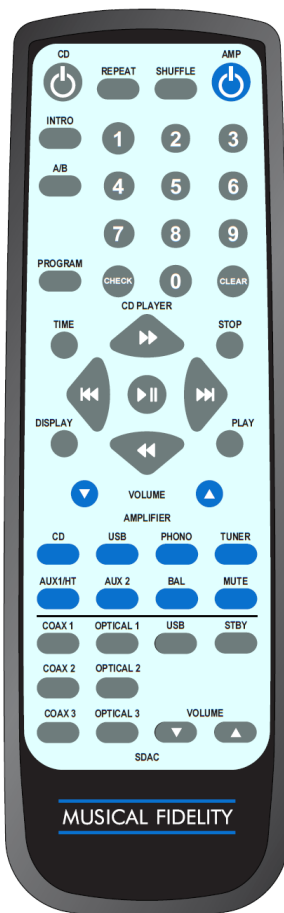 CD AMP
REPEAT SHUFFLE
INTRO
1 2 3
A/B
4 5 6
7 8 9
PROGRAM
CHECK 0 CLEAR
CD PLAYER
TIME STOP
DISPLAY PLAY
VOLUME
AMPLIFIER
CD USB PHONO TUNER
AUX1/HT AUX 2 BAL MUTE
COAX 1 OPTICAL 1 USB STBY
COAX 2 OPTICAL 2
COAX 3 OPTICAL 3 VOLUME
SDAC
MUSICAL FIDELITY